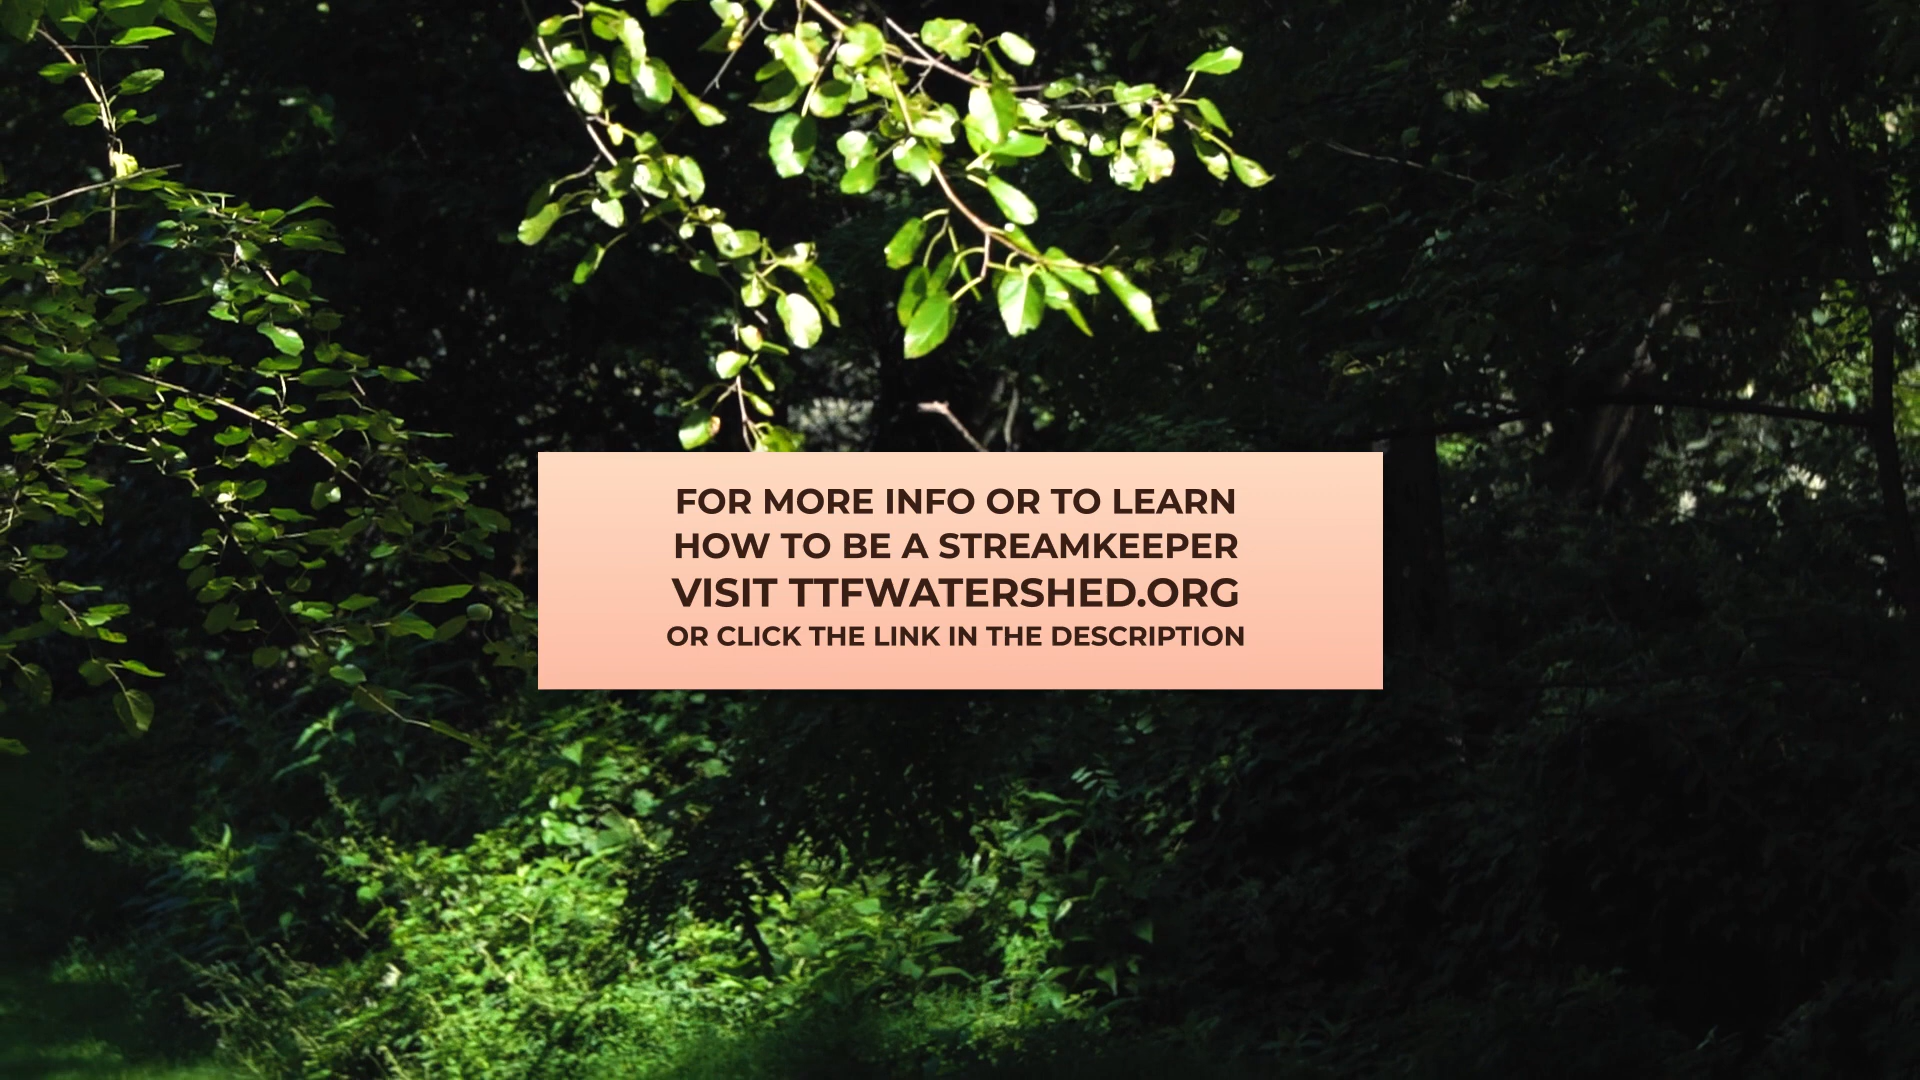 FOR MORE INFO OR TO LEARN
HOW TO BE A STREAMKEEPER
VISIT TTFWATERSHED.ORG
OR CLICK THE LINK IN THE DESCRIPTION